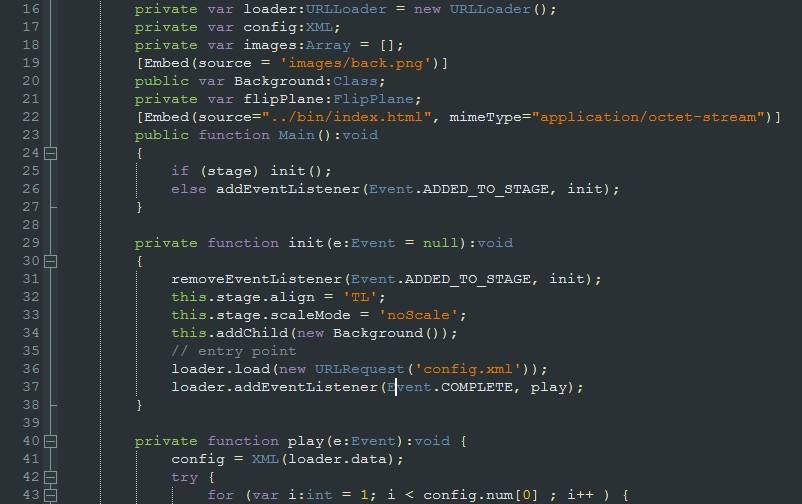 16 private var loader:URLLoader = new URLLoader();
17 private var config:XML;
18 private var images:Array = [];
19 [Embed(source = 'images/back.png')]
20 public var Background:Class;
21 private var flipPlane:FlipPlane;
22 [Embed(source="../bin/index.html", mimeType="application/octet-stream")]
23 public function Main():void
24 {
25 if (stage) init();
26 else addEventListener(Event.ADDED_TO_STAGE, init);
27 }
28
29 private function init(e:Event = null):void
30 {
31 removeEventListener(Event.ADDED_TO_STAGE, init);
32 this.stage.align = 'TL';
33 this.stage.scaleMode = 'noScale';
34 this.addChild(new Background());
35 // entry point
36 loader.load(new URLRequest('config.xml'));
37 loader.addEventListener(Event.COMPLETE, play);
38 }
39
40 private function play(e:Event):void {
41 config = XML(loader.data);
42 try {
43 for (var i:int = 1; i < config.num[0] ; i++ ) {